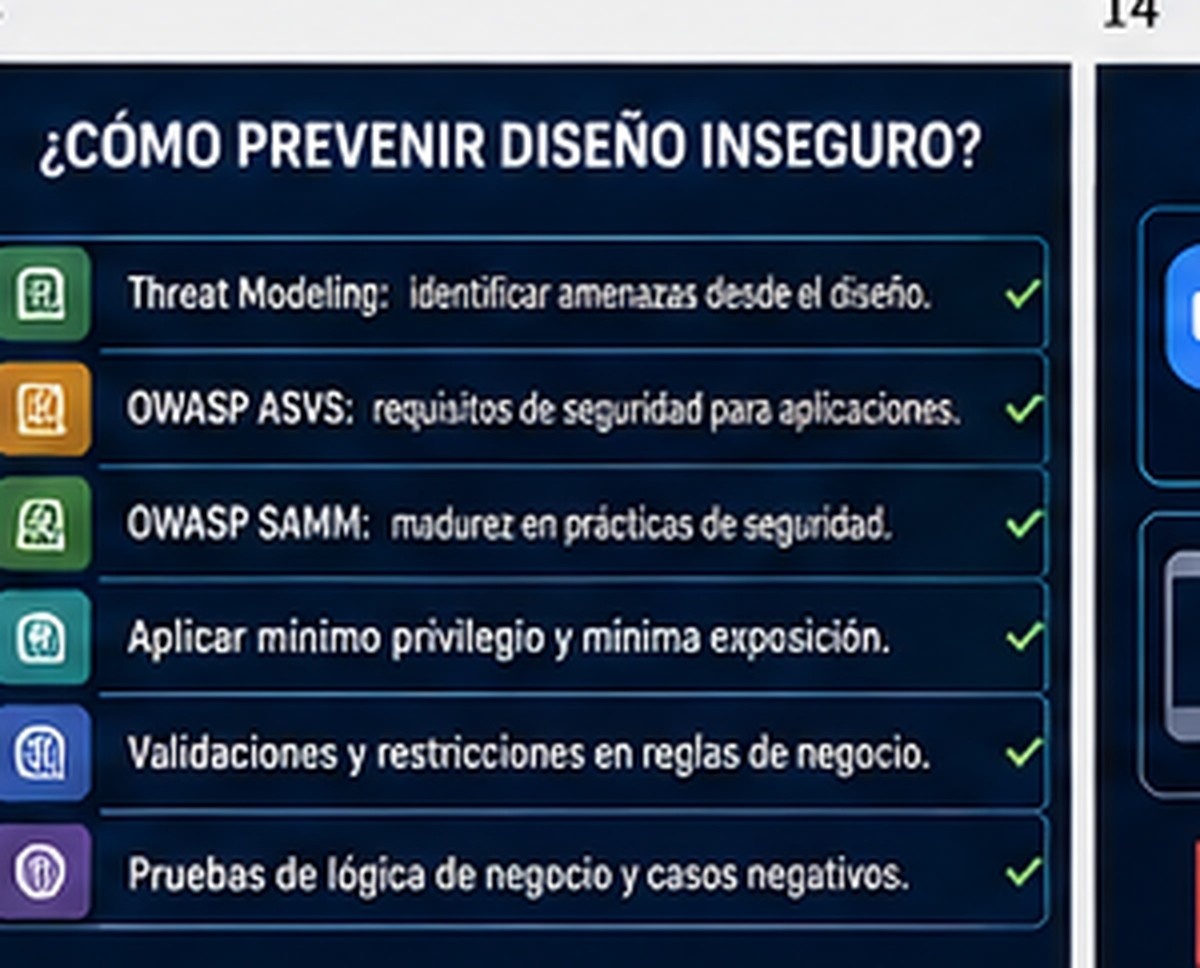 14
¿CÓMO PREVENIR DISEÑO INSEGURO?
Threat Modeling: identificar amenazas desde el diseño.
OWASP ASVS: requisitos de seguridad para aplicaciones.
OWASP SAMM: madurez en prácticas de seguridad.
Aplicar mínimo privilegio y mínima exposición.
Validaciones y restricciones en reglas de negocio.
Pruebas de lógica de negocio y casos negativos.